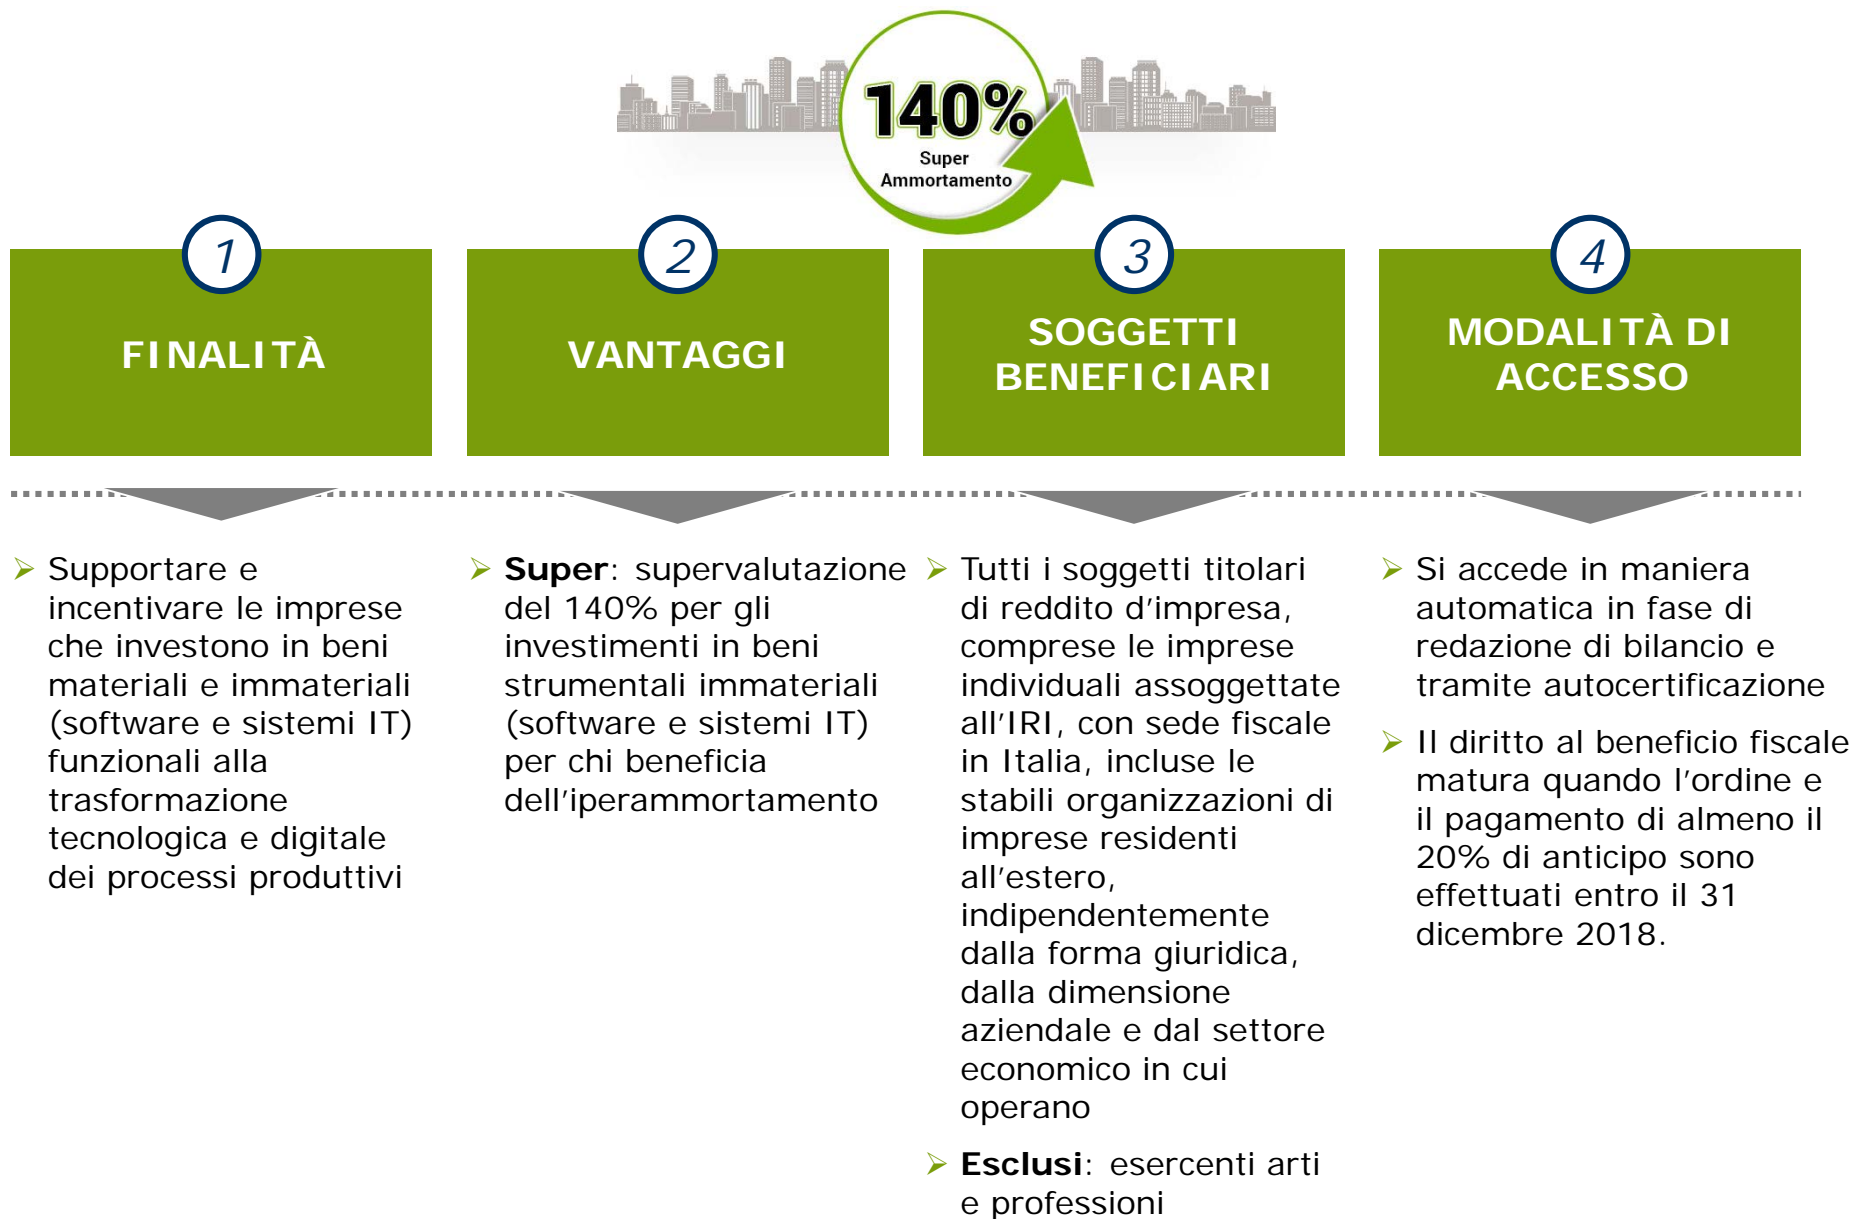 140%
Super
Ammortamento
1
FINALITÀ
Supportare e
incentivare le imprese
che investono in beni
materiali e immateriali
(software e sistemi IT)
funzionali alla
trasformazione
tecnologica e digitale
dei processi produttivi
2
VANTAGGI
Super: supervalutazione
del 140% per gli
investimenti in beni
strumentali immateriali
(software e sistemi IT)
per chi beneficia
dell'iperammortamento
3
SOGGETTI
BENEFICIARI
Tutti i soggetti titolari
di reddito d'impresa,
comprese le imprese
individuali assoggettate
all'IRI, con sede fiscale
in Italia, incluse le
stabili organizzazioni di
imprese residenti
all'estero,
indipendentemente
dalla forma giuridica,
dalla dimensione
aziendale e dal settore
economico in cui
operano
Esclusi: esercenti arti
e professioni
4
MODALITÀ DI
ACCESSO
Si accede in maniera
automatica in fase di
redazione di bilancio e
tramite autocertificazione
Il diritto al beneficio fiscale
matura quando l'ordine e
il pagamento di almeno il
20% di anticipo sono
effettuati entro il 31
dicembre 2018.